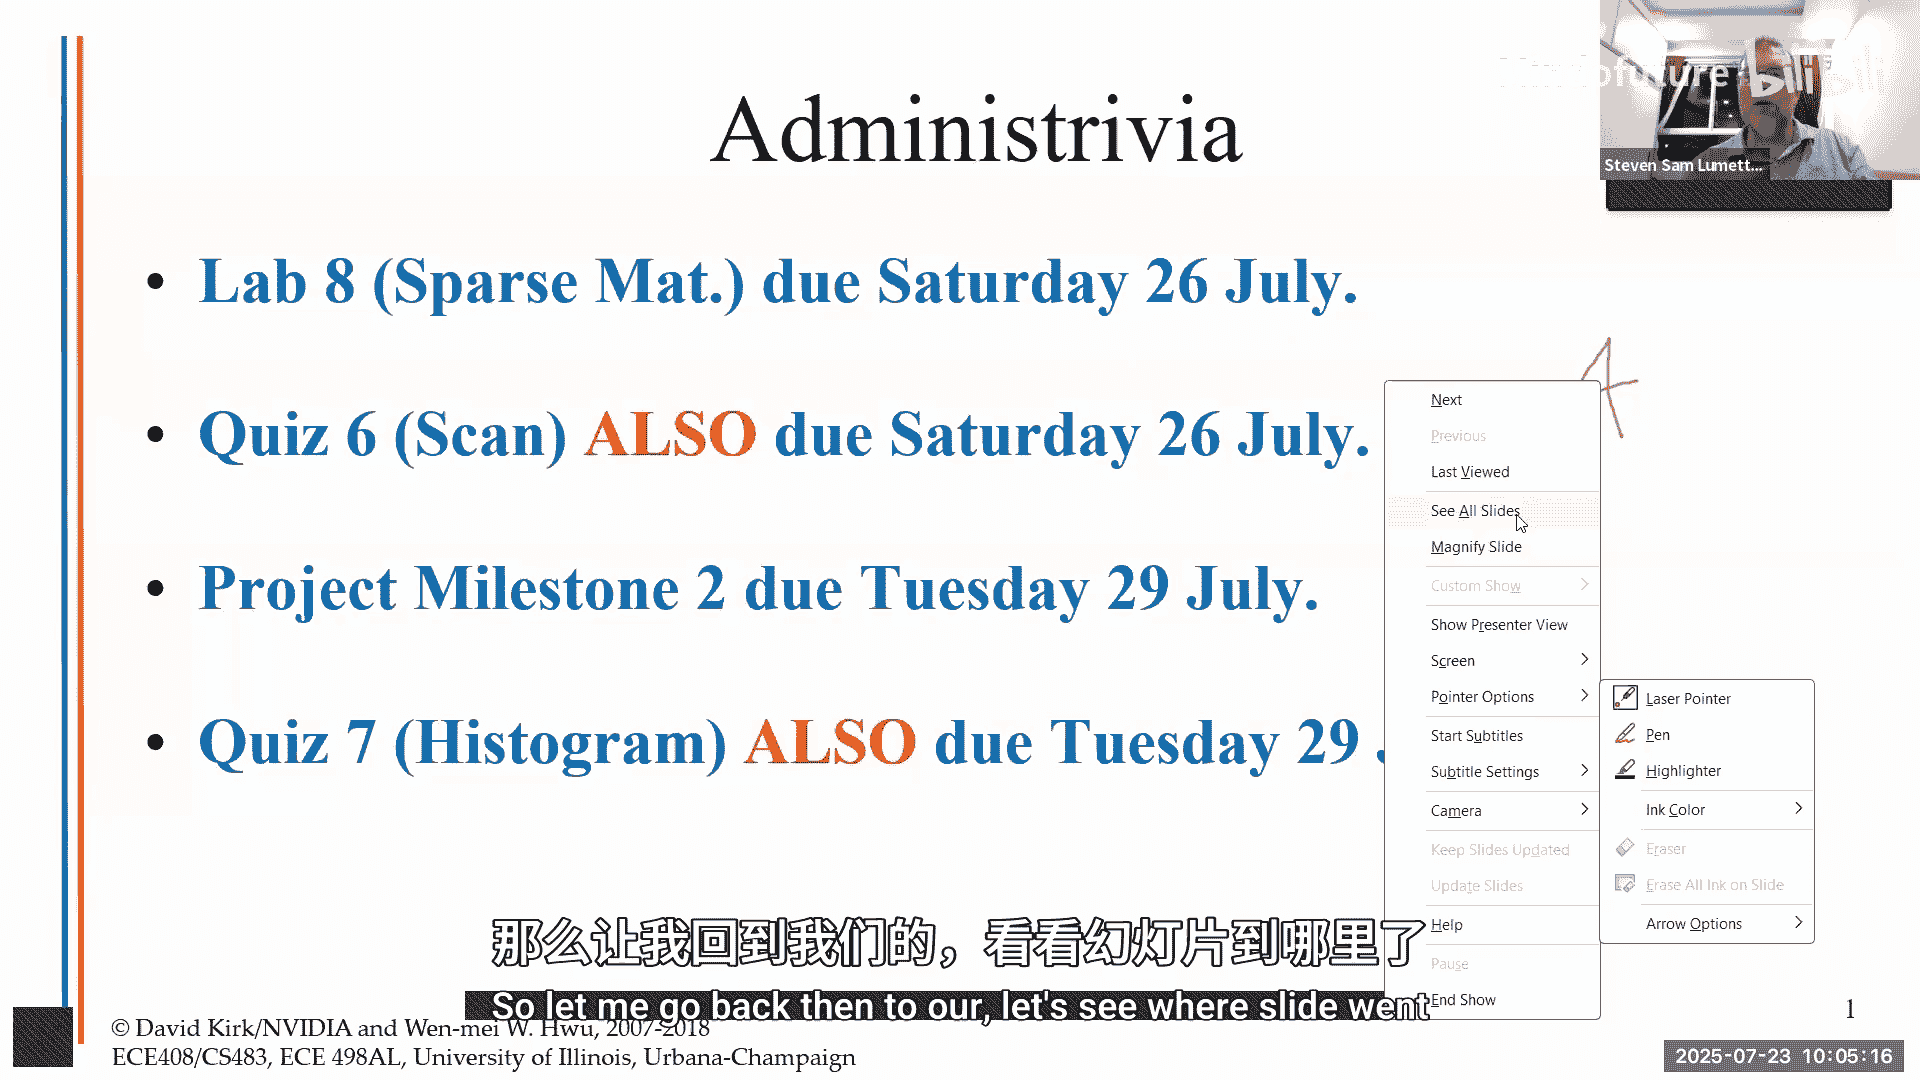 Administrivia
bili bili
Steven Sam Lumett...
• Lab 8 (Sparse Mat.) due Saturday 26 July.
• Quiz 6 (Scan) ALSO due Saturday 26 July.
• Project Milestone 2 due Tuesday 29 July.
• Quiz 7 (Histogram) ALSO due Tuesday 29
Next
Previous
Last Viewed
See All Slides
Magnify Slide
Custom Show
Show Presenter View
Screen
Pointer Options
Start Subtitles
Subtitle Settings
Camera
Keep Slides Updated
Update Slides
Help
Pause
End Show
Laser Pointer
Pen
Highlighter
Ink Color
Eraser
Erase All Ink on Slide
Arrow Options
那么让我回到我们的，看看幻灯片到哪里了
So let me go back then to our, let's see where slide went
© David Kirk/NVIDIA and Wen-mei W. Hwu, 2007-2018
ECE408/CS483, ECE 498AL, University of Illinois, Urbana-Champaign
1
2025-07-23 10:05:16